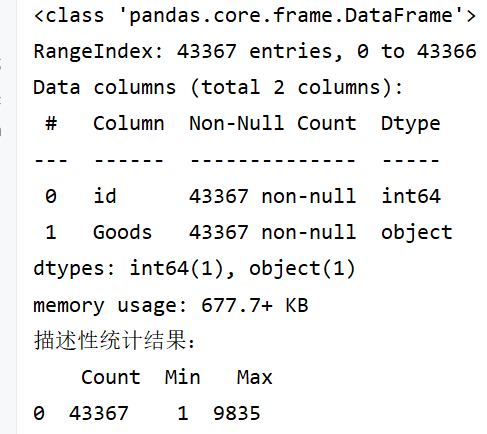 <class 'pandas.core.frame.DataFrame'>
RangeIndex: 43367 entries, 0 to 43366
Data columns (total 2 columns):
 #   Column  Non-Null Count  Dtype
---  ------  --------------  -----
 0   id      43367 non-null  int64
 1   Goods   43367 non-null  object
dtypes: int64(1), object(1)
memory usage: 677.7+ KB
描述性统计结果:
    Count  Min   Max
0  43367    1  9835